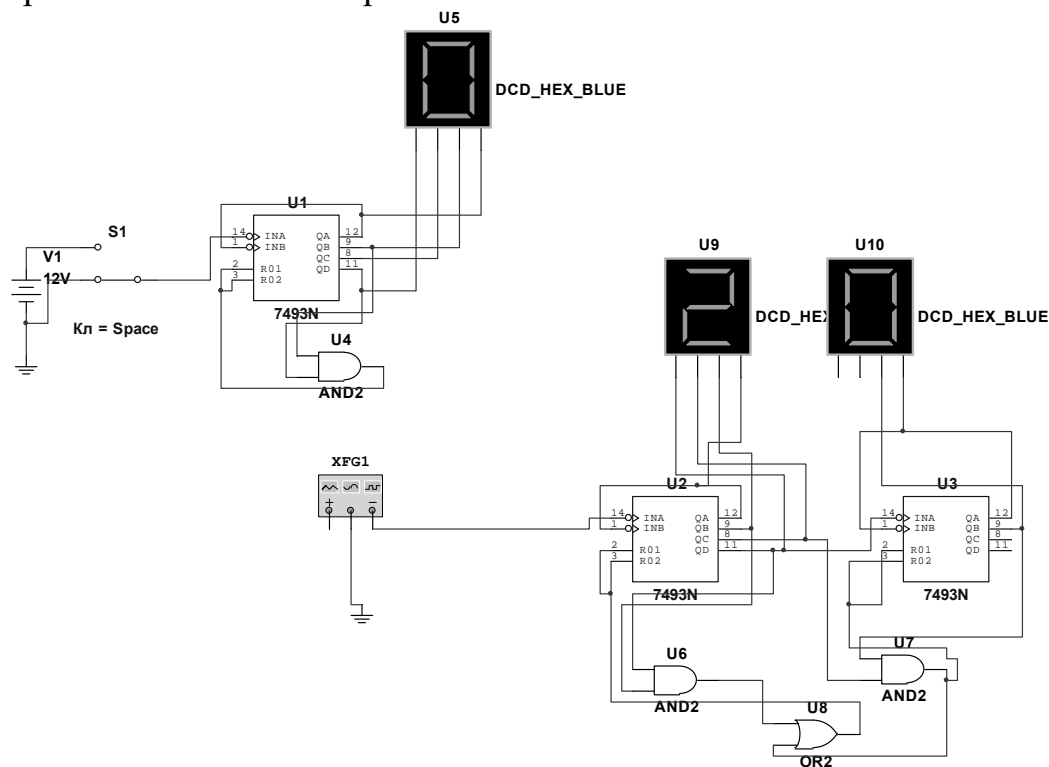 U5
DCD_HEX_BLUE
U1
S1
V1
12V
Кл = Space
14 INA QA 12
1 INB QB 9
QC 8
2 R01 QD 11
3 R02
7493N
U4
AND2
U9
DCD_HEX
U10
DCD_HEX_BLUE
XFG1
U2
14 INA QA 12
1 INB QB 9
QC 8
2 R01 QD 11
3 R02
7493N
U3
14 INA QA 12
1 INB QB 9
QC 8
2 R01 QD 11
3 R02
7493N
U6
AND2
U7
AND2
U8
OR2